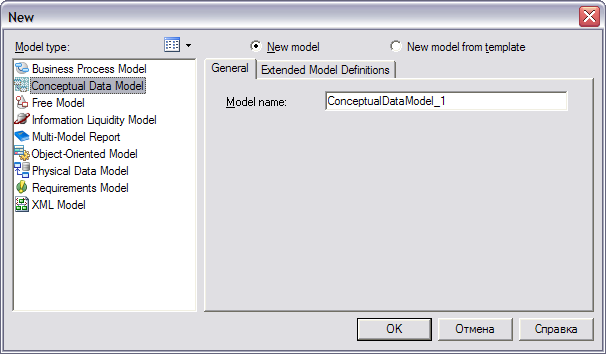 New
Model type:
New model
New model from template
Business Process Model
Conceptual Data Model
Free Model
Information Liquidity Model
Multi-Model Report
Object-Oriented Model
Physical Data Model
Requirements Model
XML Model
General
Extended Model Definitions
Model name:
ConceptualDataModel_1
OK
Отмена
Справка